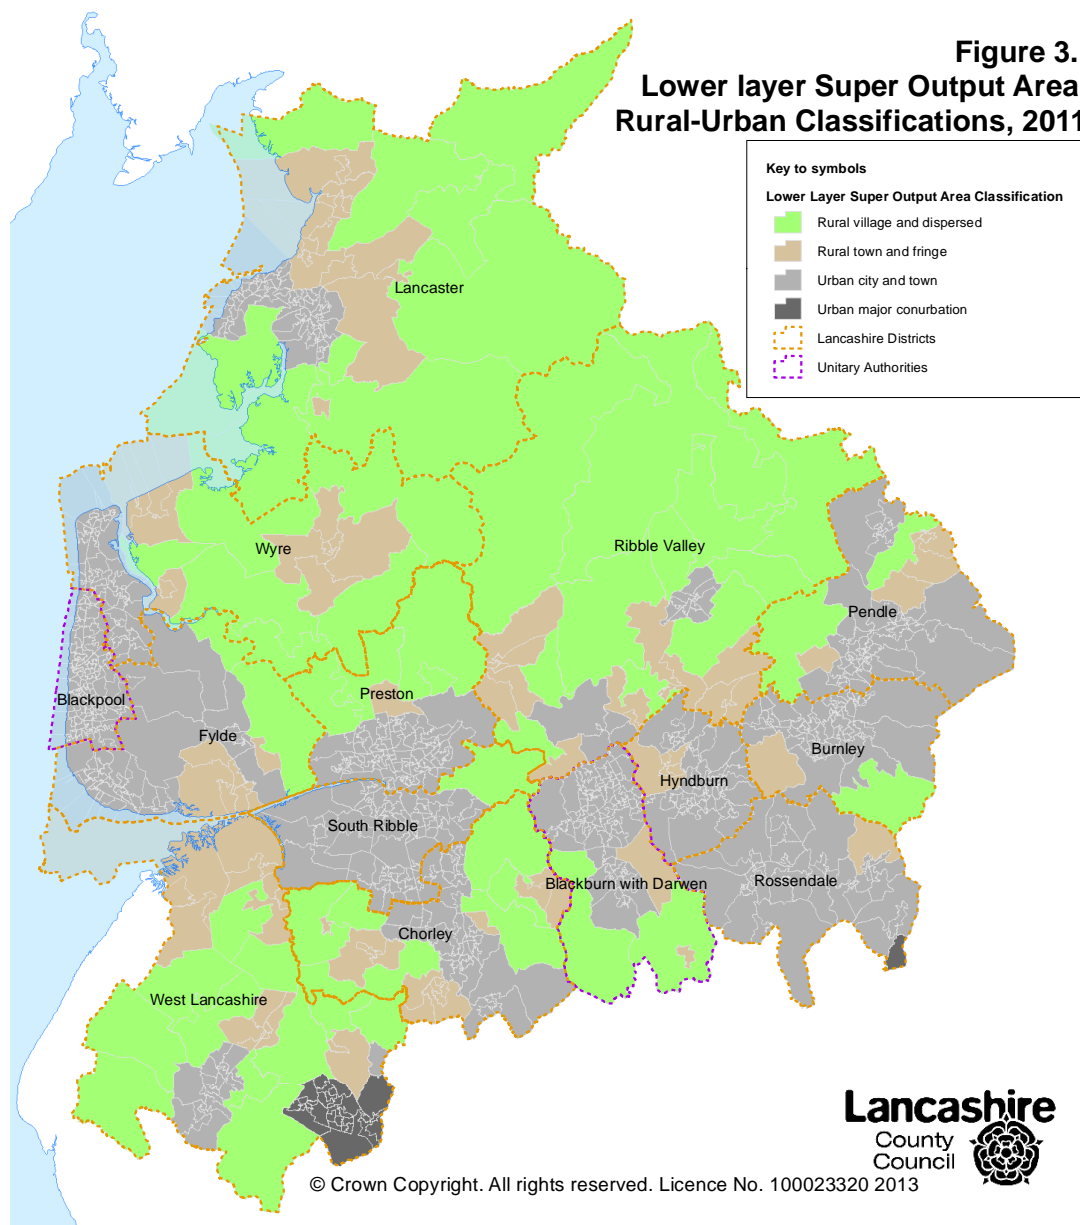 Figure 3.
Lower layer Super Output Area
Rural-Urban Classifications, 2011
Key to symbols
Lower Layer Super Output Area Classification
Rural village and dispersed
Rural town and fringe
Urban city and town
Urban major conurbation
Lancashire Districts
Unitary Authorities
Lancaster
Wyre
Ribble Valley
Pendle
Preston
Blackpool
Fylde
Burnley
Hyndburn
South Ribble
Blackburn with Darwen
Rossendale
Chorley
West Lancashire
Lancashire
County
Council
© Crown Copyright. All rights reserved. Licence No. 100023320 2013